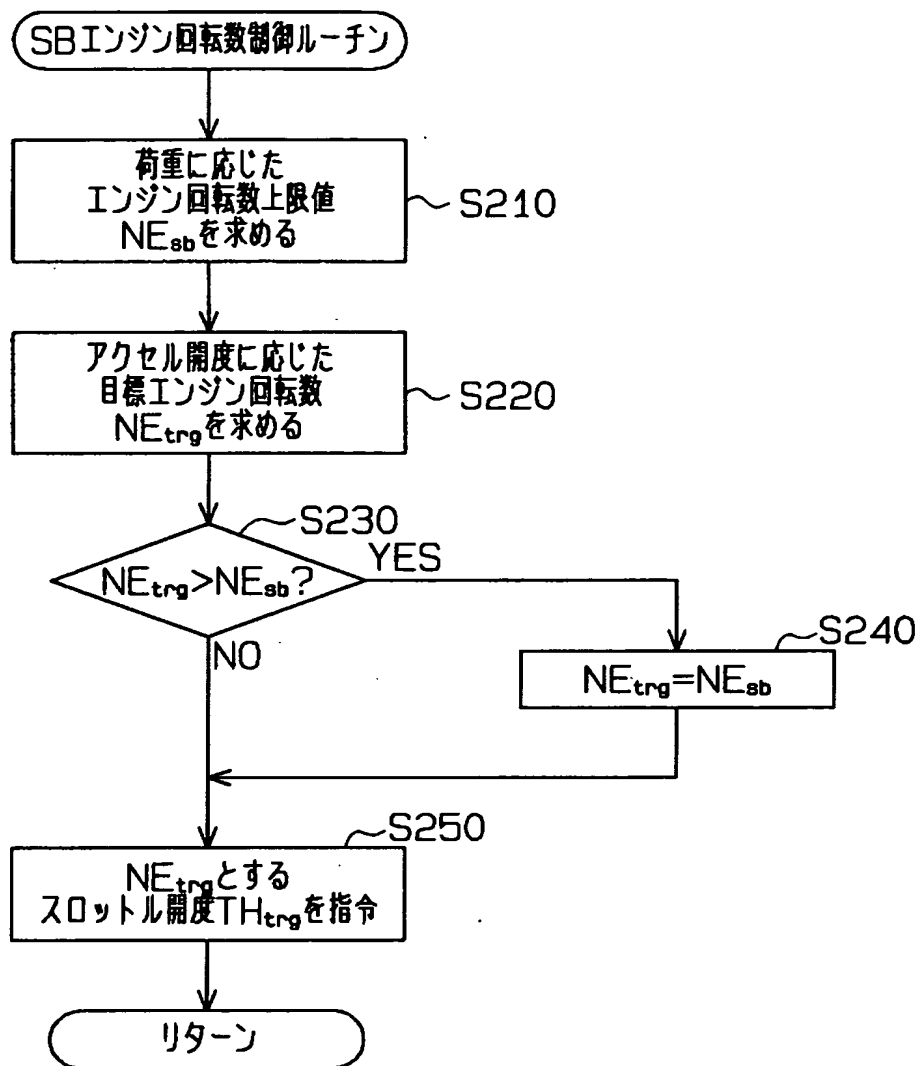 SBエンジン回転数制御ルーチン
荷重に応じた
エンジン回転数上限値
NEsbを求める
S210
アクセル開度に応じた
目標エンジン回転数
NEtrgを求める
S220
S230
NEtrg>NEsb?
YES
NO
S240
NEtrg=NEsb
S250
NEtrgとする
スロットル開度THtrgを指令
リターン